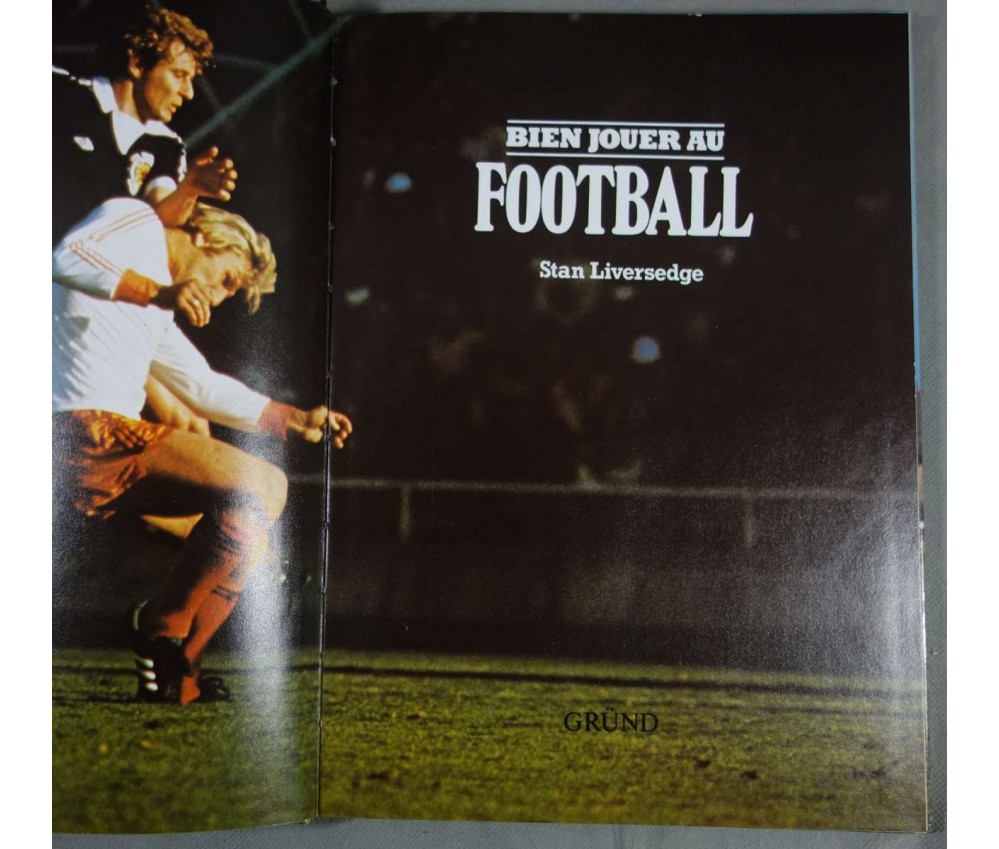 BIEN JOUER AU
FOOTBALL
Stan Liversedge
GRÜND